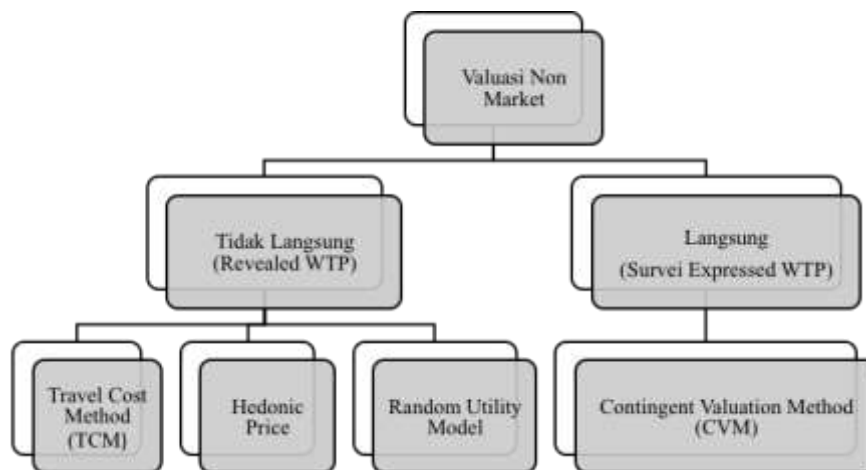 Valuasi Non
Market
Tidak Langsung
(Revealed WTP)
Langsung
(Survei Expressed WTP)
Travel Cost
Method
(TCM)
Hedonic
Price
Random Utility
Model
Contingent Valuation Method
(CVM)